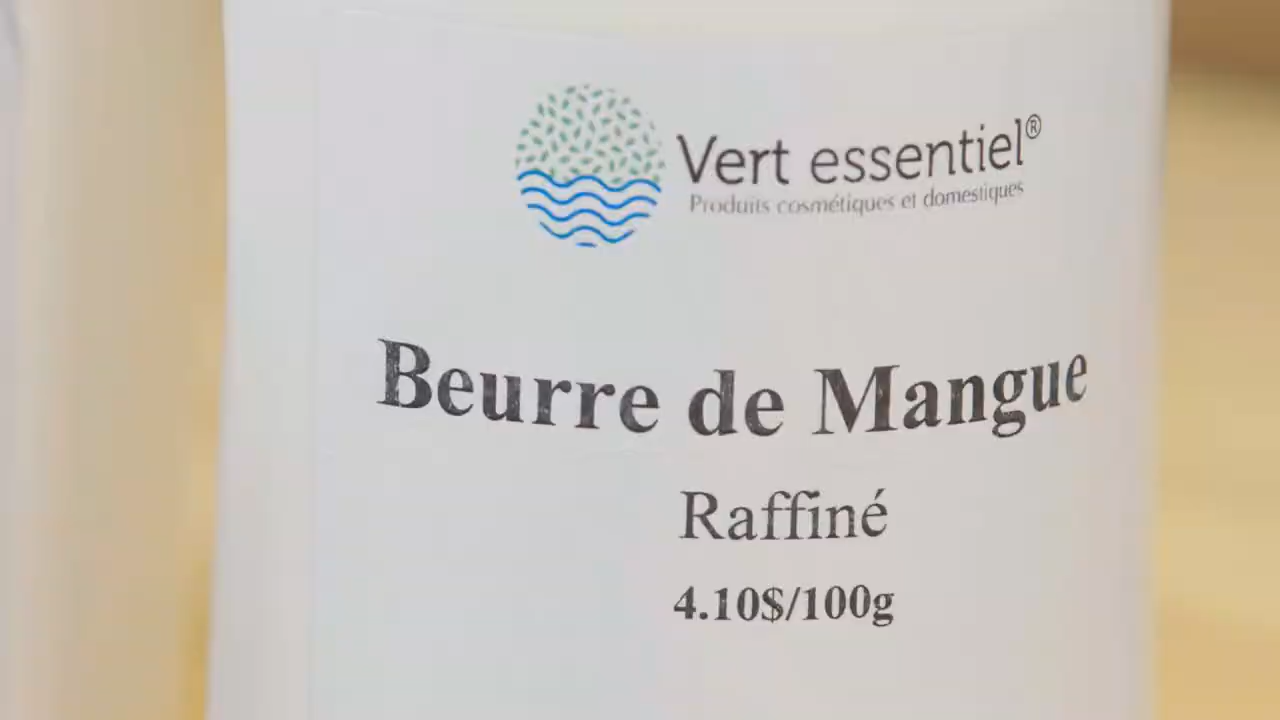 Vert essentiel®
Produits cosmétiques et domestiques
Beurre de Mangue
Raffiné
4.10$/100g